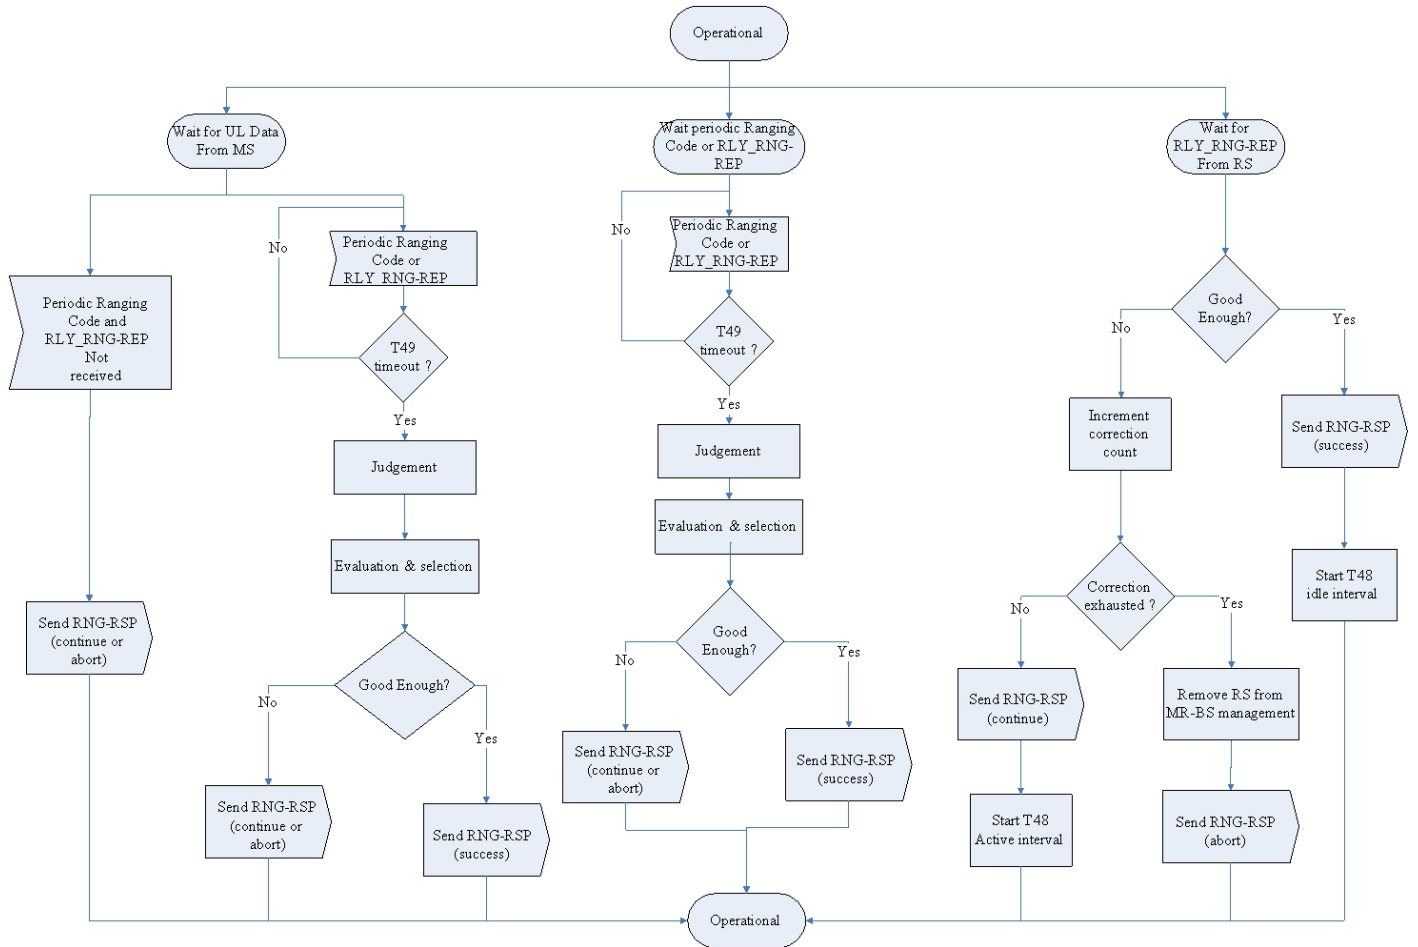 Operational
Wait for UL Data
From MS
Wait periodic Ranging
Code or RLY_RNG-
REP
Wait for
RLY_RNG-REP
From RS
No
Periodic Ranging
Code or
RLY_RNG-REP
No
Periodic Ranging
Code or
RLY_RNG-REP
Periodic Ranging
Code and
RLY_RNG-REP
Not
received
T49
timeout ?
Yes
T49
timeout ?
Yes
Good
Enough?
No
Yes
Judgement
Judgement
Increment
correction
count
Send RNG-RSP
(success)
Evaluation & selection
Evaluation & selection
Correction
exhausted ?
No
Yes
Start T48
idle interval
Send RNG-RSP
(continue or
abort)
Good Enough?
No
Yes
Good
Enough?
No
Yes
Send RNG-RSP
(continue)
Remove RS from
MR-BS management
Send RNG-RSP
(continue or
abort)
Send RNG-RSP
(success)
Send RNG-RSP
(continue or
abort)
Send RNG-RSP
(success)
Start T48
Active interval
Send RNG-RSP
(abort)
Operational